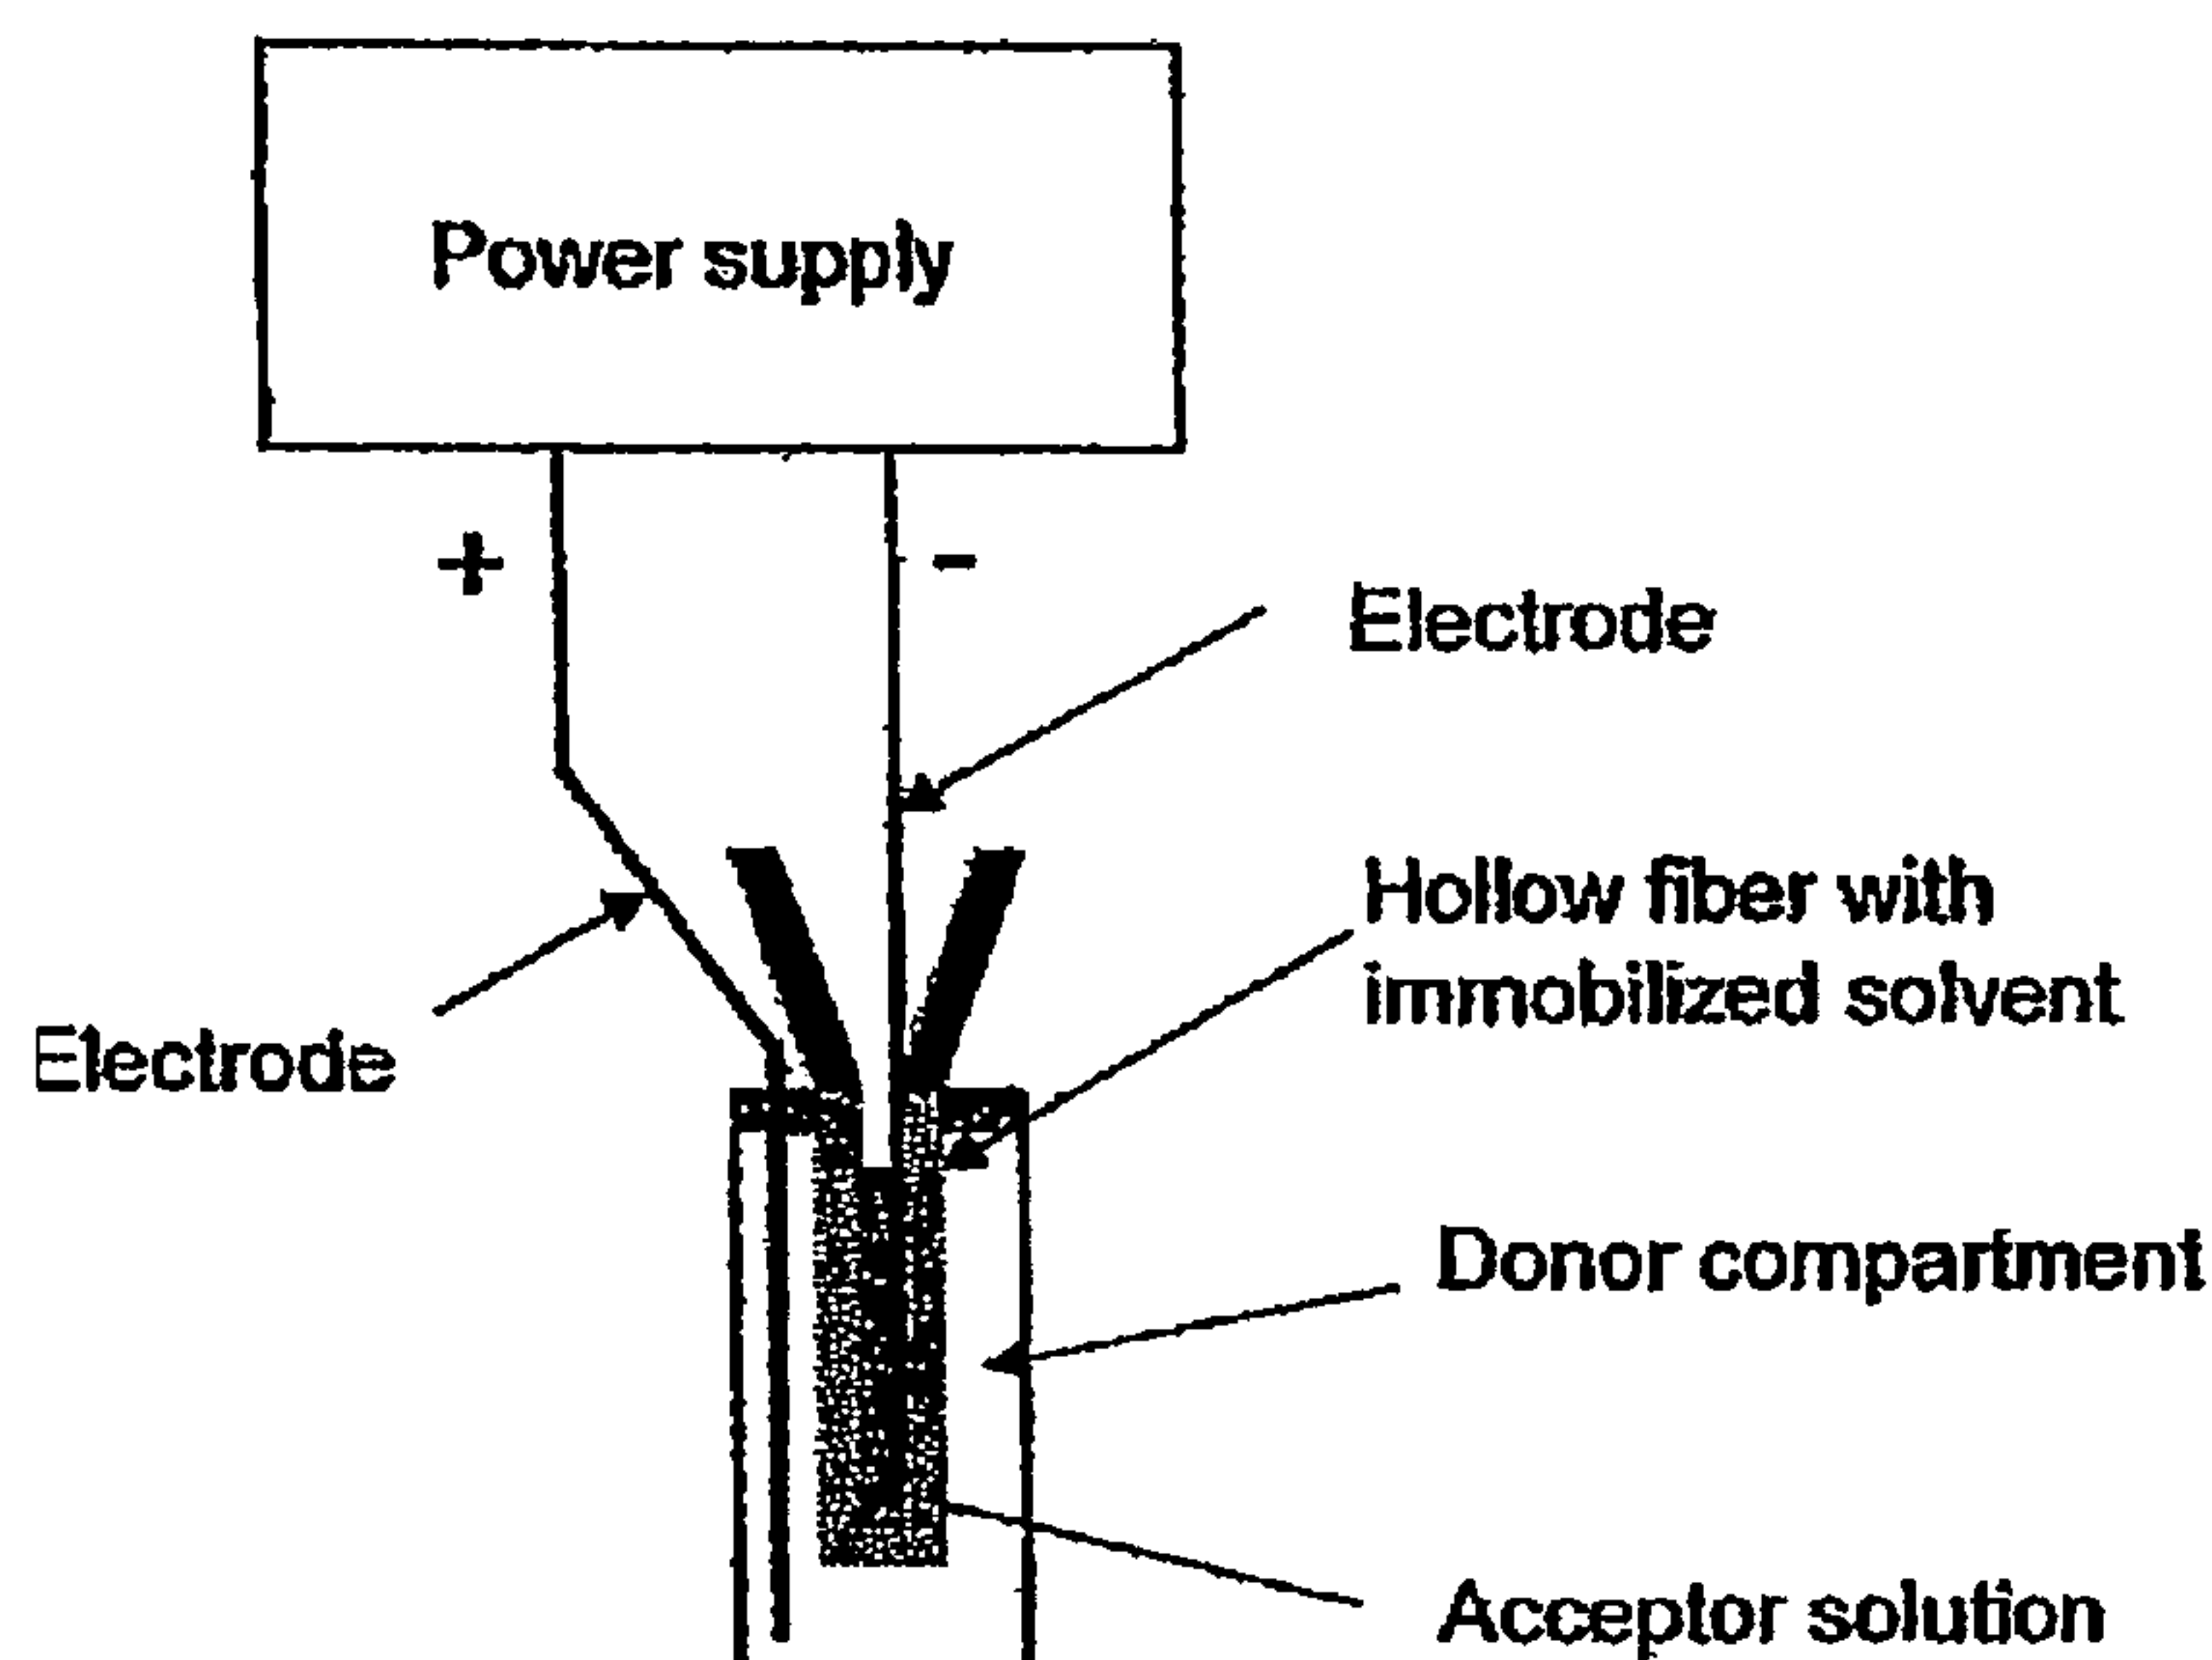 Power supply
+
-
Electrode
Hollow fiber with
immobilized solvent
Electrode
Donor compartment
Acceptor solution